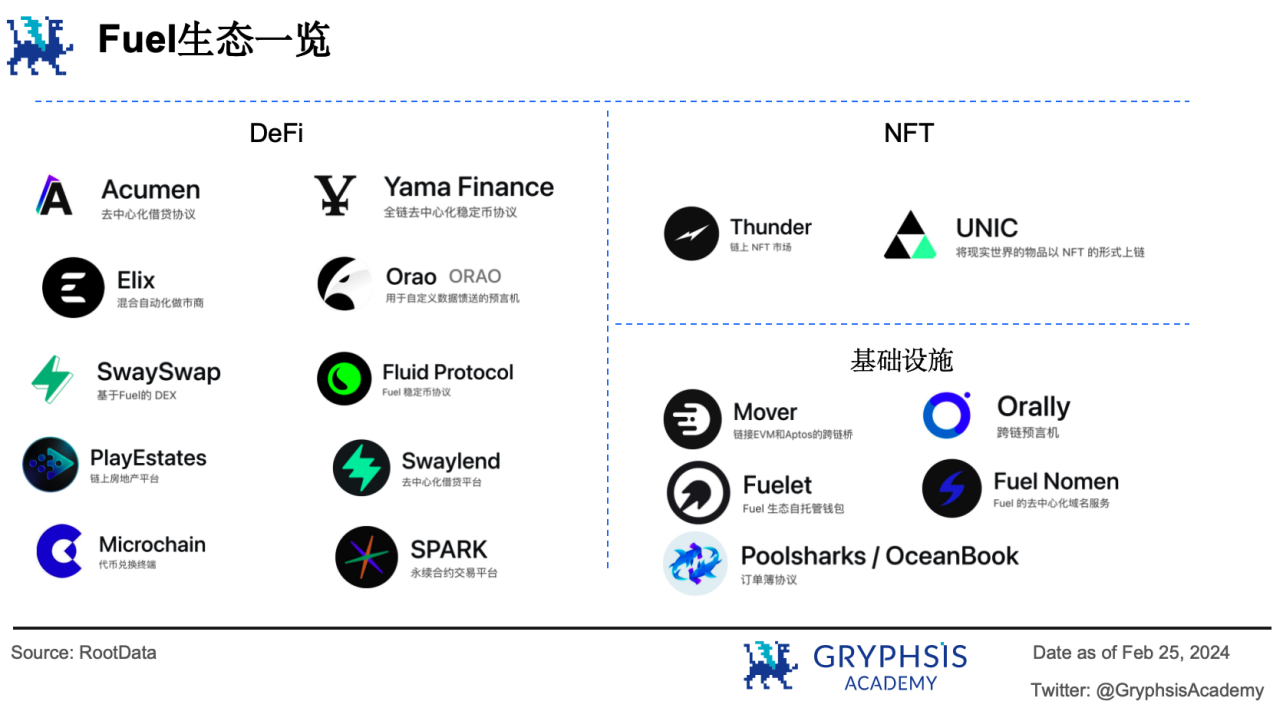 Fuel生态一览
DeFi
Acumen
去中心化借贷协议
Yama Finance
全链去中心化稳定币协议
Elix
混合自动化做市商
Orao ORAO
用于自定义数据馈送的预言机
SwaySwap
基于Fuel的 DEX
Fluid Protocol
Fuel 稳定币协议
PlayEstates
链上房地产平台
Swaylend
去中心化借贷平台
Microchain
代币兑换终端
SPARK
永续合约交易平台
NFT
Thunder
链上 NFT 市场
UNIC
将现实世界的物品以 NFT 的形式上链
基础设施
Mover
链接EVM和Aptos的跨链桥
Orally
跨链预言机
Fuelet
Fuel 生态自托管钱包
Fuel Nomen
Fuel 的去中心化域名服务
Poolsharks / OceanBook
订单薄协议
Source: RootData
GRYPHSIS
ACADEMY
Date as of Feb 25, 2024
Twitter: @GryphsisAcademy